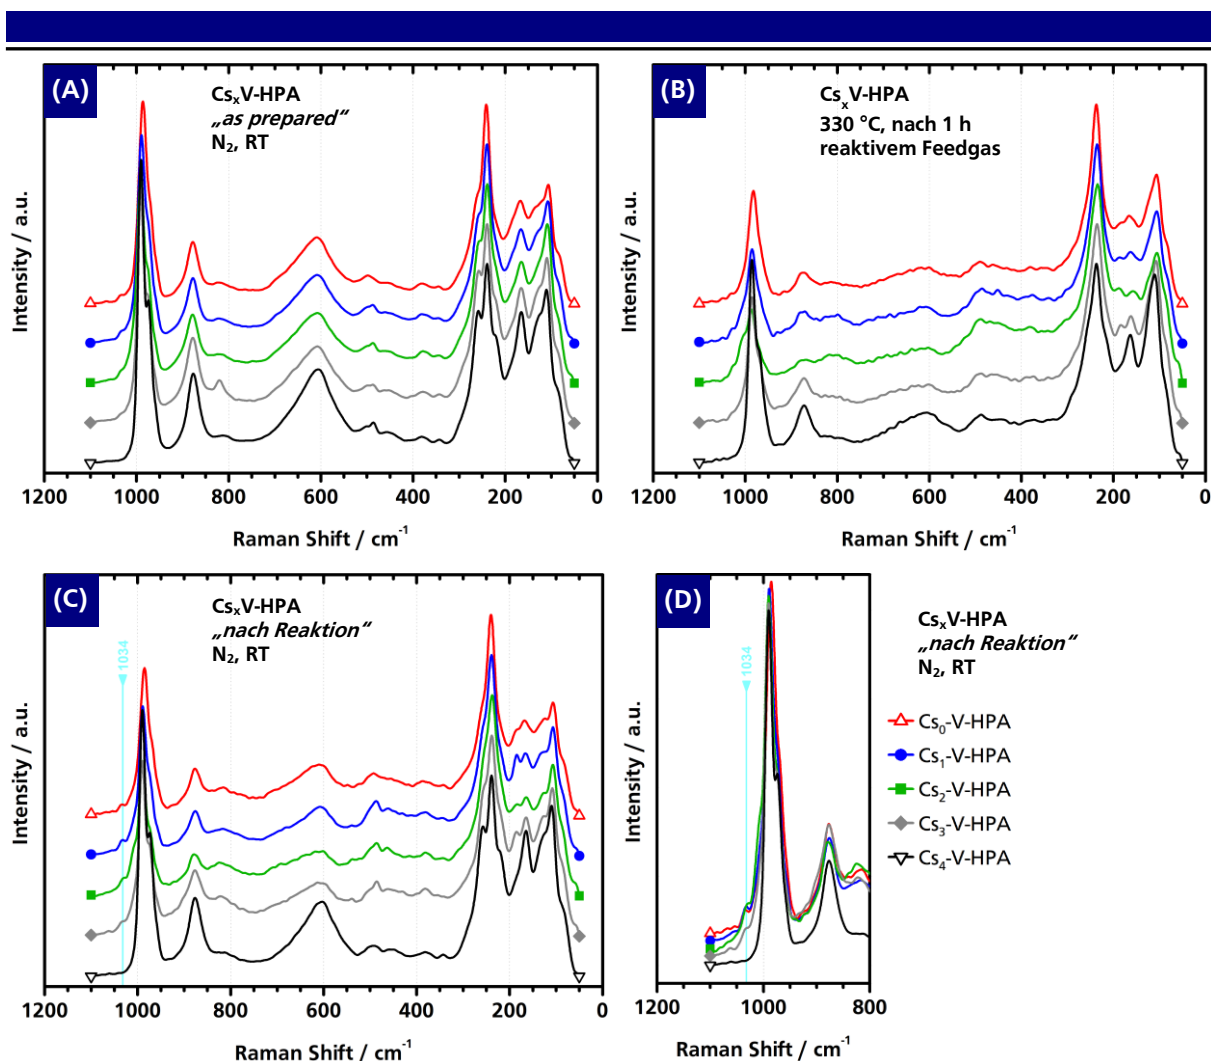 (A)
Cs₍ₓ₎V-HPA
„as prepared“
N₂, RT
Intensity / a.u.
1200 1000 800 600 400 200 0
Raman Shift / cm⁻¹
(B)
CsₓV-HPA
330 °C, nach 1 h
reaktivem Feedgas
Intensity / a.u.
1200 1000 800 600 400 200 0
Raman Shift / cm⁻¹
(C)
CsₓV-HPA
„nach Reaktion“
N₂, RT
1034
Intensity / a.u.
1200 1000 800 600 400 200 0
Raman Shift / cm⁻¹
(D)
CsₓV-HPA
„nach Reaktion“
N₂, RT
1034
Intensity / a.u.
1200 1000 800
Raman Shift / cm⁻¹
Cs₀-V-HPA
Cs₁-V-HPA
Cs₂-V-HPA
Cs₃-V-HPA
Cs₄-V-HPA